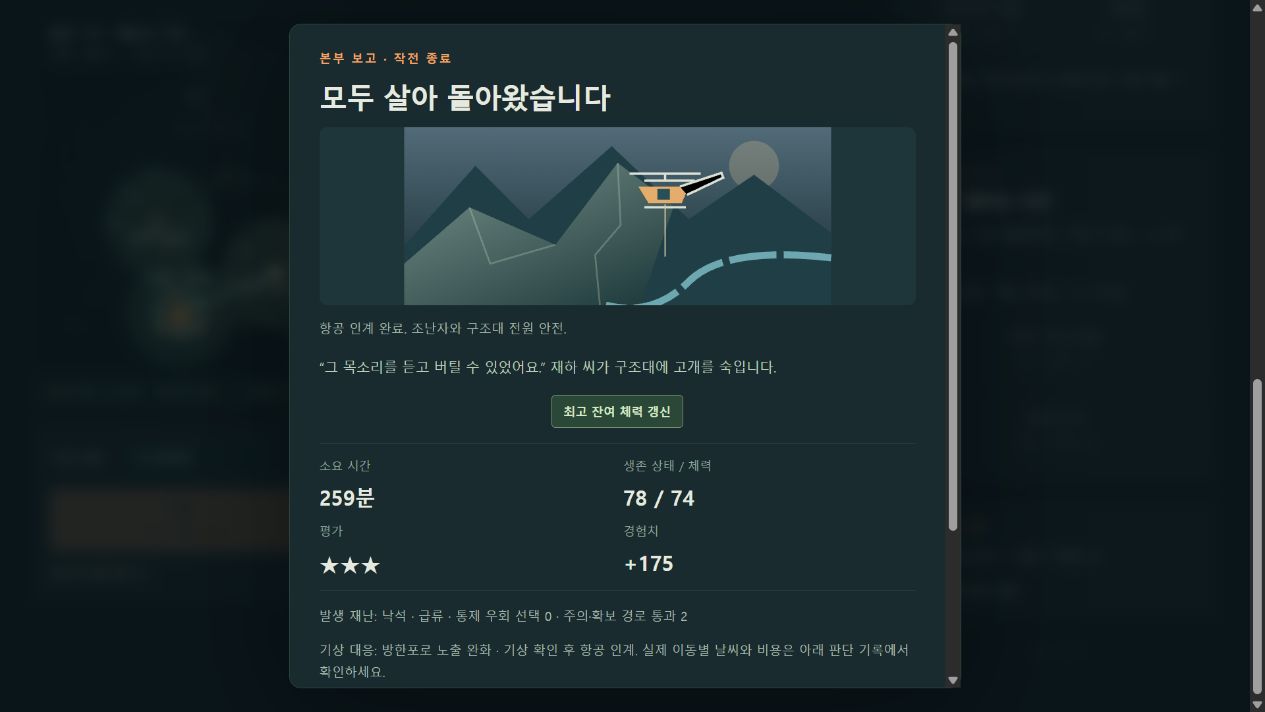 본부 보고 · 작전 종료
모두 살아 돌아왔습니다
항공 인계 완료, 조난자와 구조대 전원 안전.
“그 목소리를 듣고 버틸 수 있었어요.” 재하 씨가 구조대에 고개를 숙입니다.
최고 잔여 체력 갱신
소요 시간
259분
생존 상태 / 체력
78 / 74
평가
★★★
경험치
+175
발생 재난: 낙석 · 급류 · 통제 우회 선택 0 · 주의·확보 경로 통과 2
기상 대응: 방한포로 노출 완화 · 기상 확인 후 항공 인계. 실제 이동별 날씨와 비용은 아래 판단 기록에서
확인하세요.